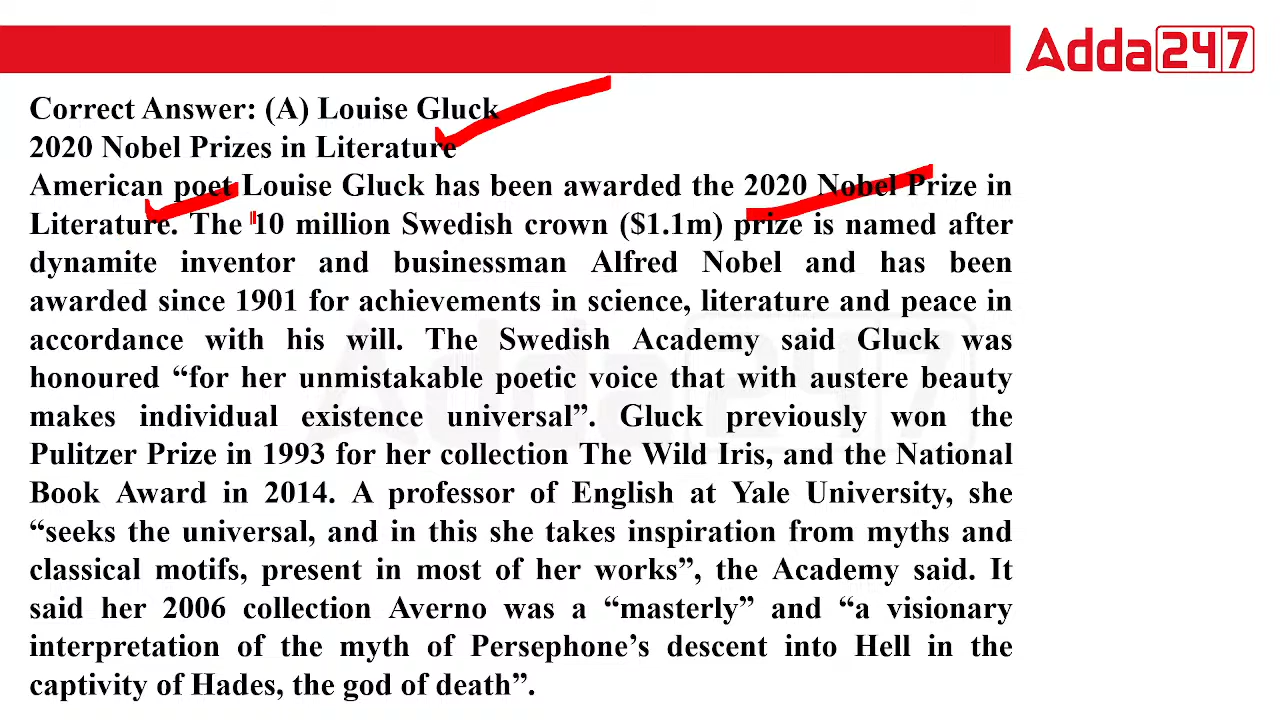 Adda247
Correct Answer: (A) Louise Gluck
2020 Nobel Prizes in Literature
American poet Louise Gluck has been awarded the 2020 Nobel Prize in
Literature. The 10 million Swedish crown ($1.1m) prize is named after
dynamite inventor and businessman Alfred Nobel and has been
awarded since 1901 for achievements in science, literature and peace in
accordance with his will. The Swedish Academy said Gluck was
honoured “for her unmistakable poetic voice that with austere beauty
makes individual existence universal”. Gluck previously won the
Pulitzer Prize in 1993 for her collection The Wild Iris, and the National
Book Award in 2014. A professor of English at Yale University, she
“seeks the universal, and in this she takes inspiration from myths and
classical motifs, present in most of her works”, the Academy said. It
said her 2006 collection Averno was a “masterly” and “a visionary
interpretation of the myth of Persephone’s descent into Hell in the
captivity of Hades, the god of death”.
Adda247